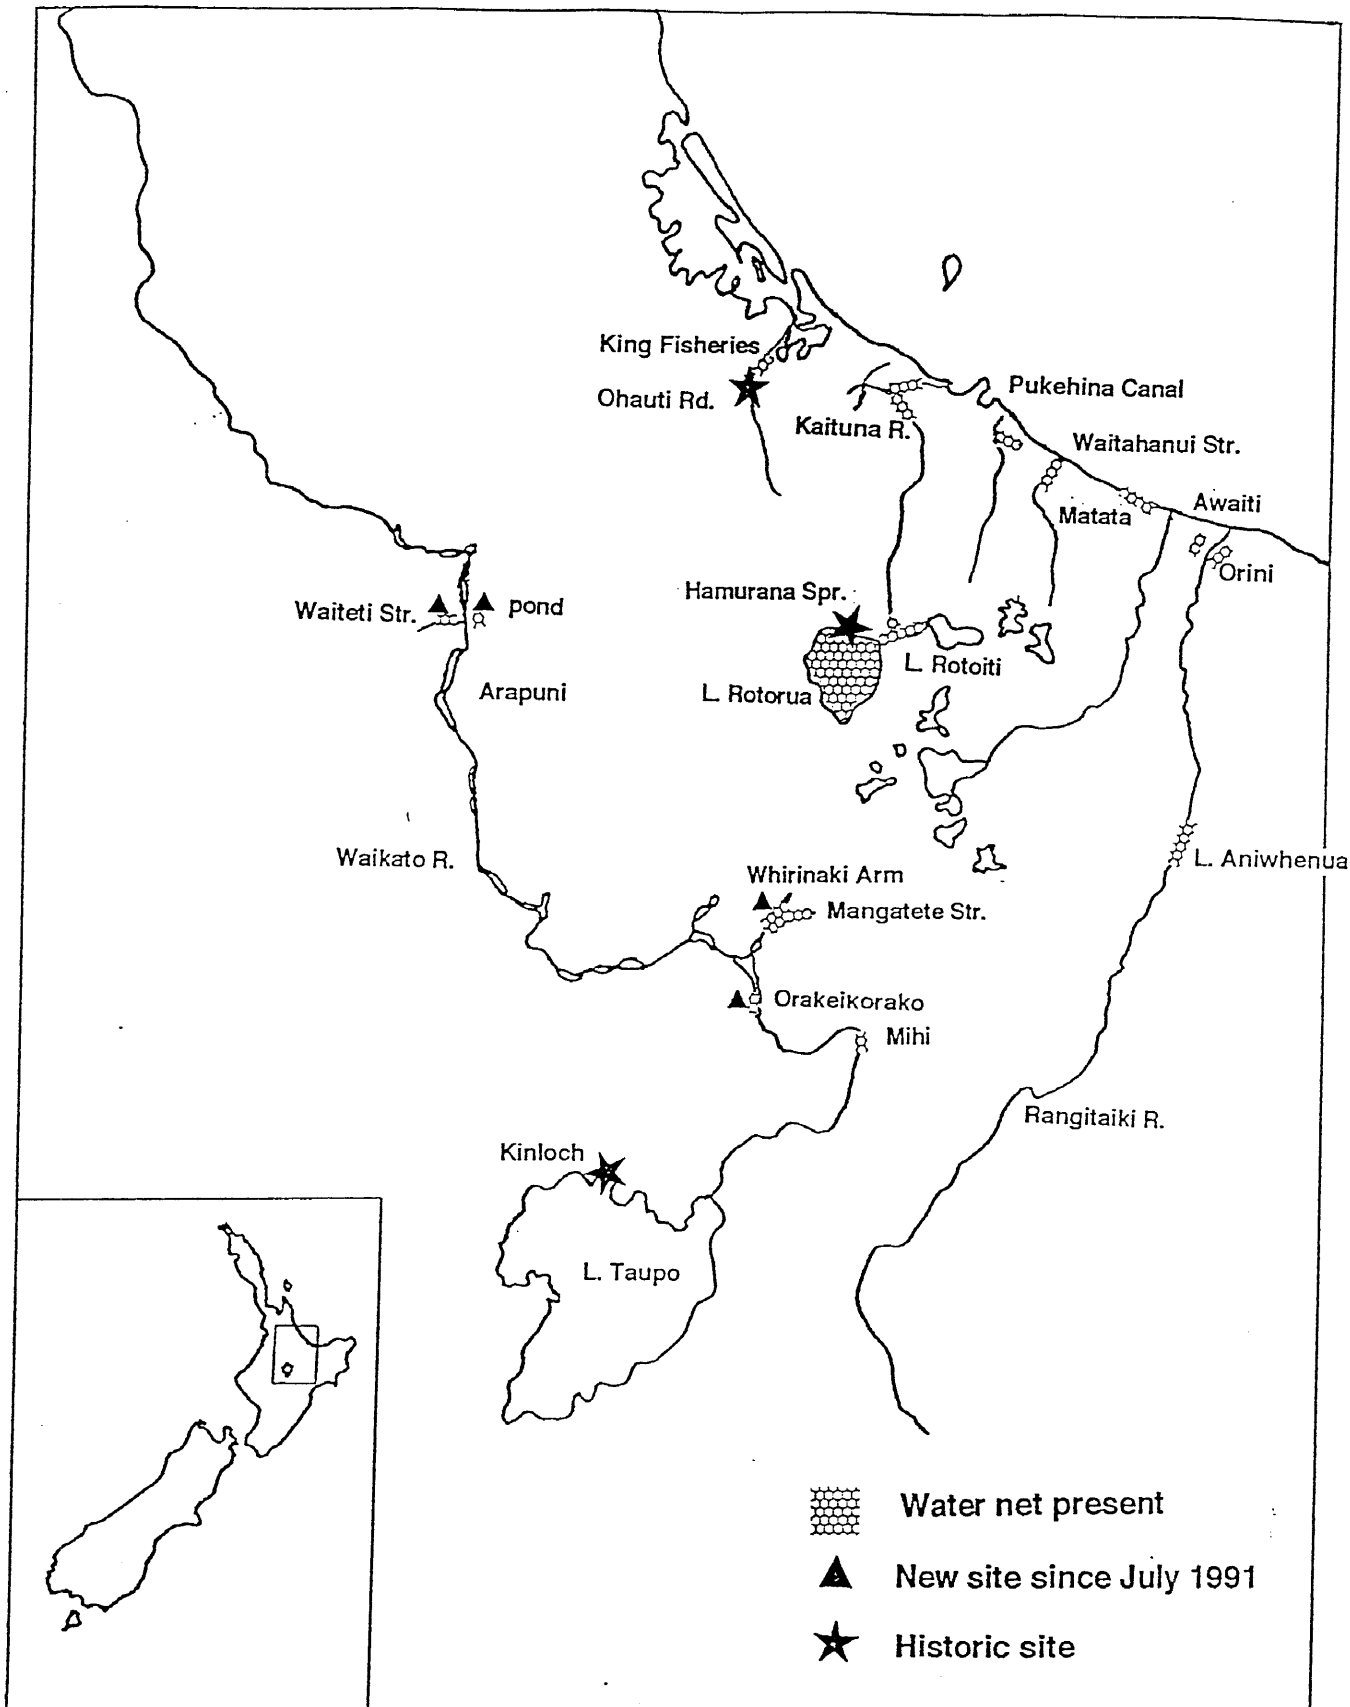 King Fisheries
Ohauti Rd.
Pukehina Canal
Kaituna R.
Waitahanui Str.
Awaiti
Matata
Orini
Hamurana Spr.
Waiteti Str.
pond
L. Rotoiti
Arapuni
L. Rotorua
Waikato R.
L. Aniwhenua
Whirinaki Arm
Mangatete Str.
Orakeikorako
Mihi
Rangitaiki R.
Kinloch
L. Taupo
Water net present
New site since July 1991
Historic site